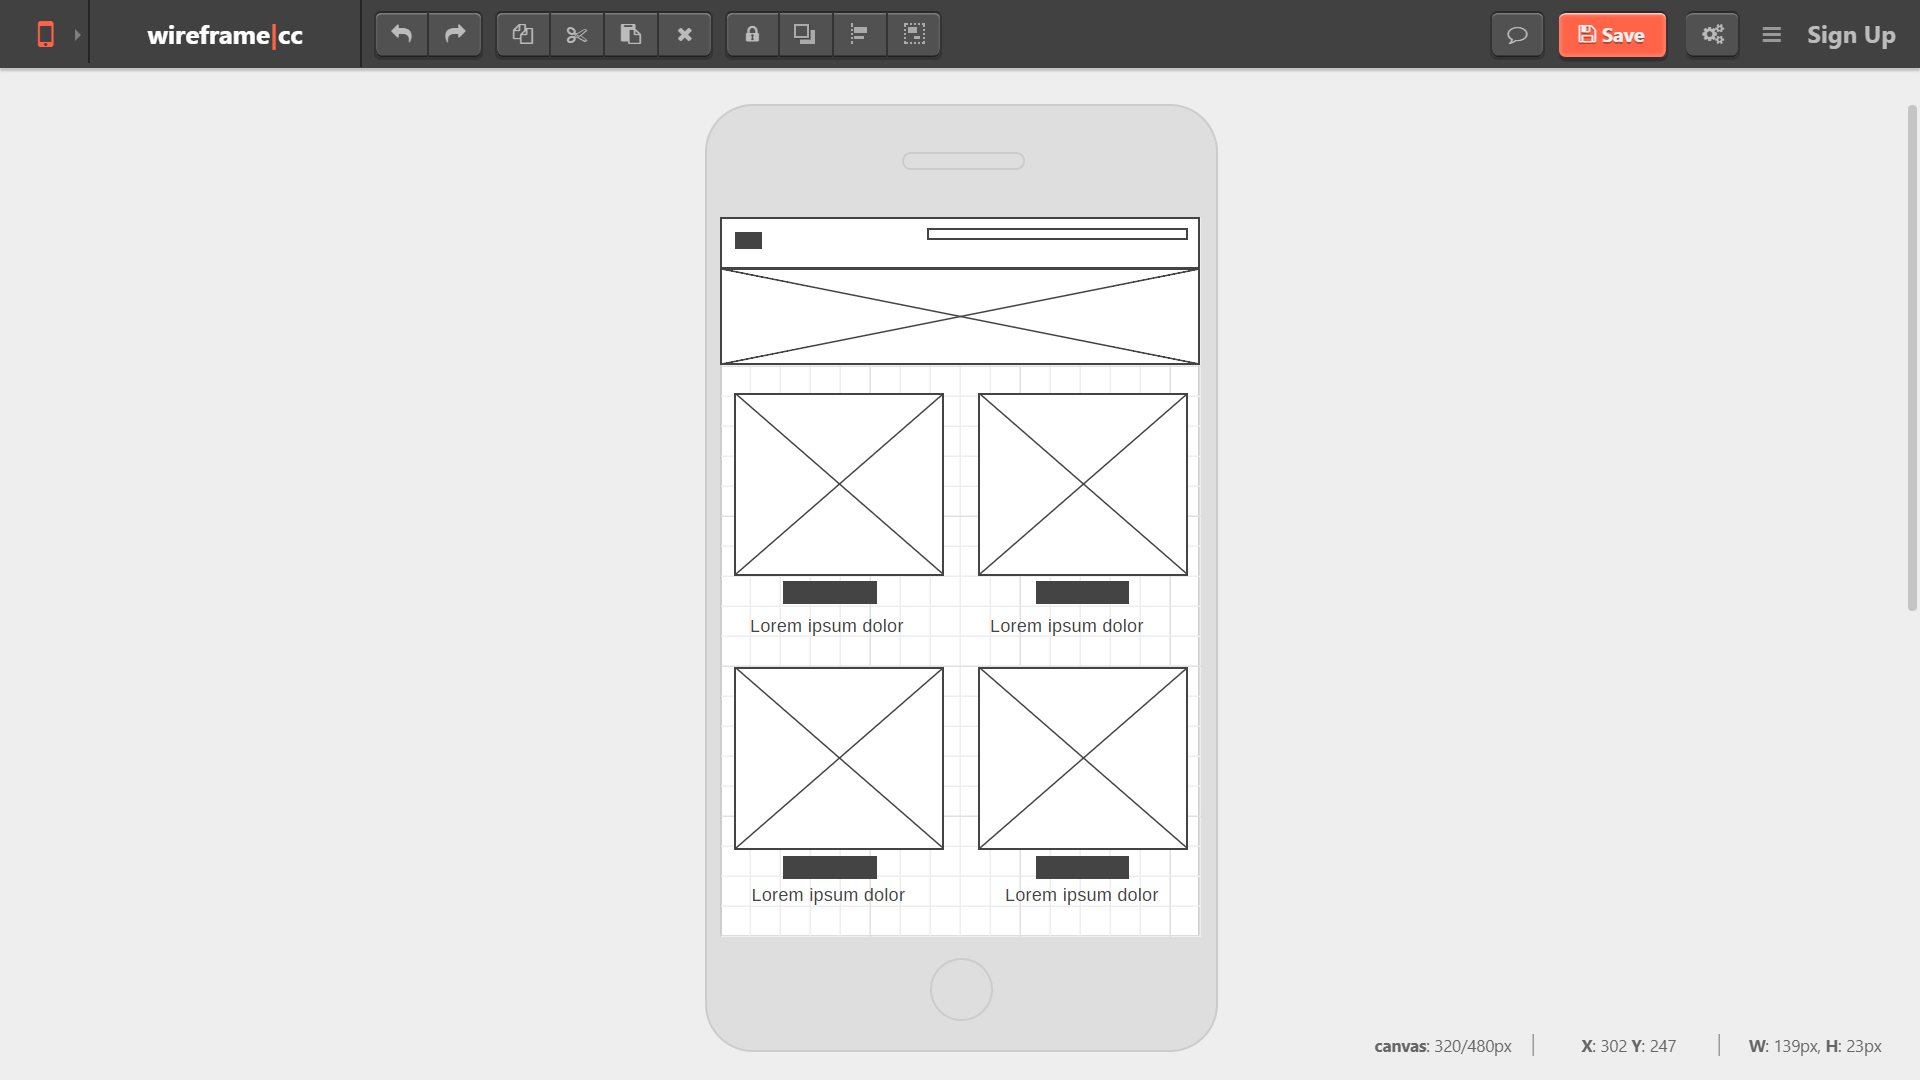 wireframe|cc
Save
Sign Up
Lorem ipsum dolor
Lorem ipsum dolor
Lorem ipsum dolor
Lorem ipsum dolor
canvas: 320/480px
X: 302 Y: 247
W: 139px, H: 23px